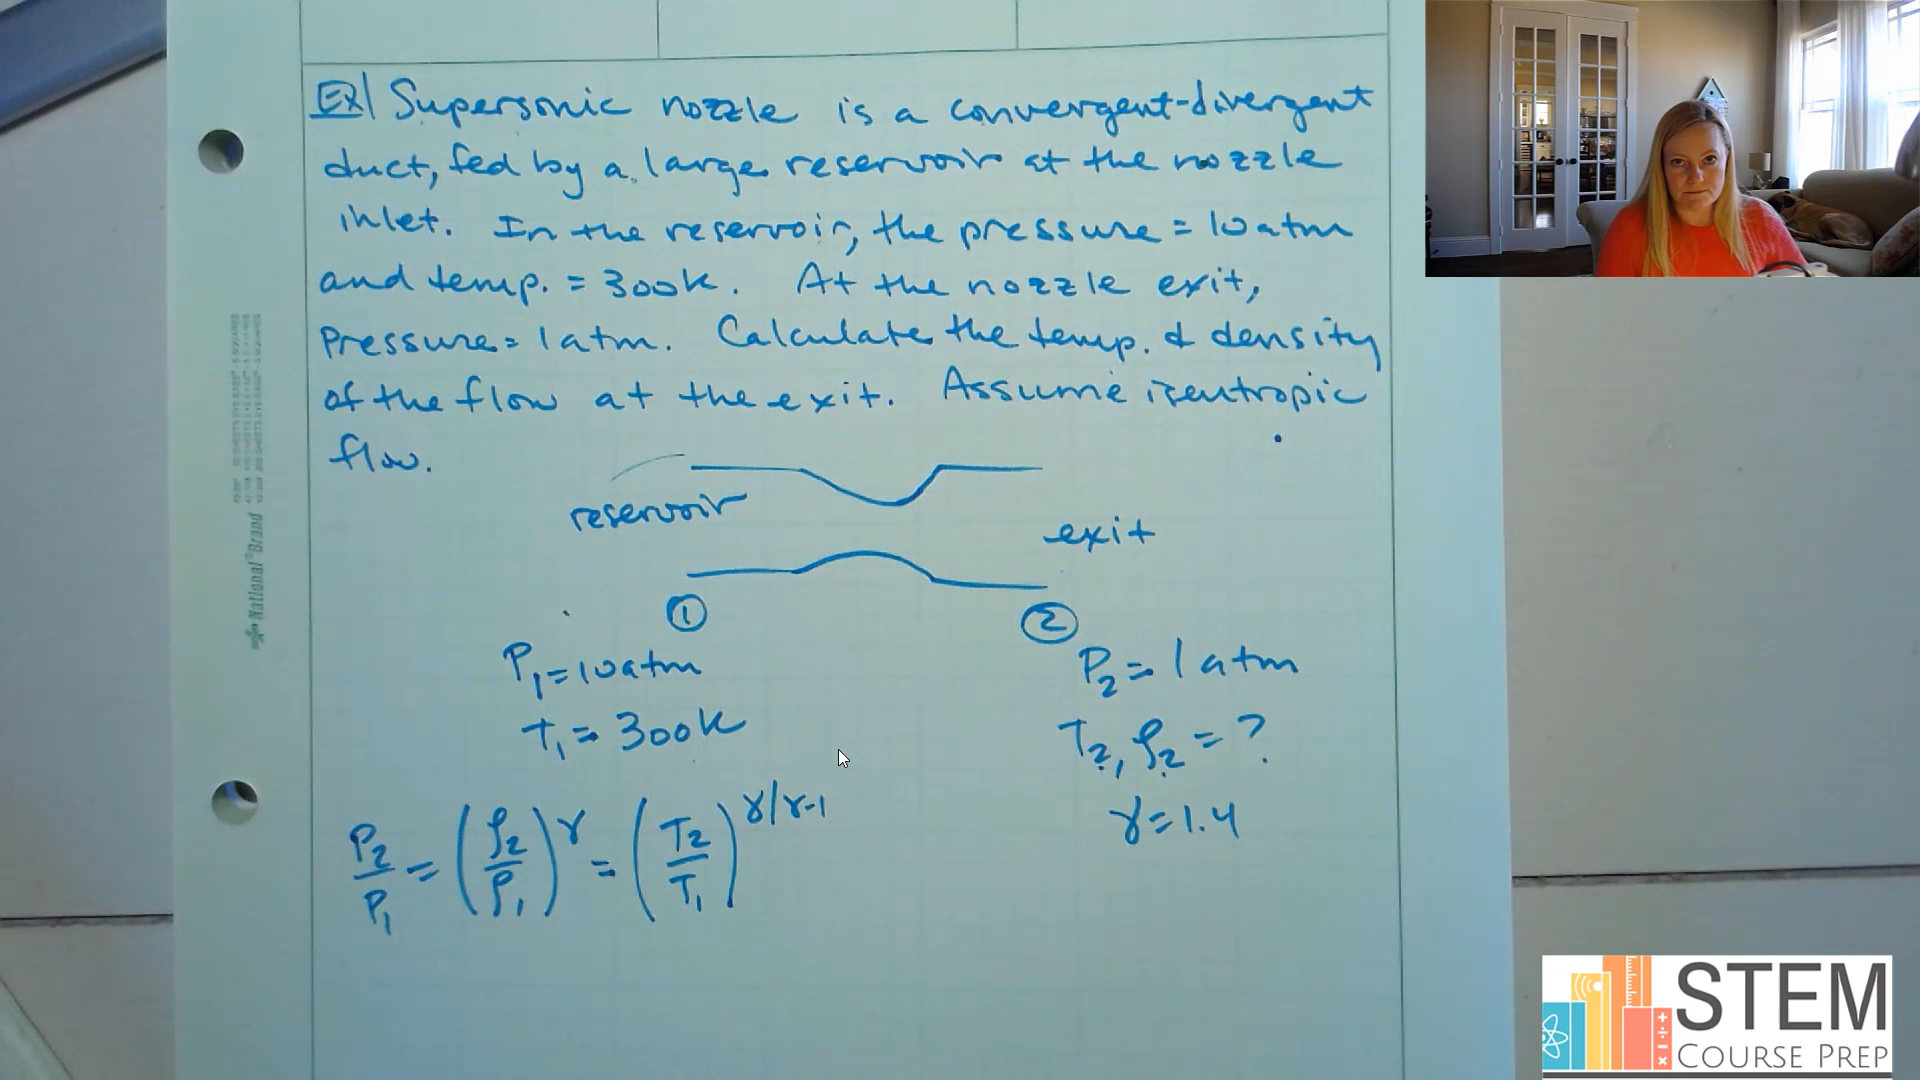 Ex| Supersonic nozzle is a convergent-divergent
duct, fed by a large reservoir at the nozzle
inlet. In the reservoir, the pressure = 10 atm
and temp. = 300K. At the nozzle exit,
pressure = 1 atm. Calculate the temp. & density
of the flow at the exit. Assume isentropic
flow.
reservoir
exit
① ②
P₁ = 10 atm
P₂ = 1 atm
T₁ = 300K
T₂, ρ₂ = ?
γ = 1.4
P₂/P₁ = (ρ₂/ρ₁)^γ = (T₂/T₁)^γ/γ-1
National® Brand
STEM
COURSE PREP